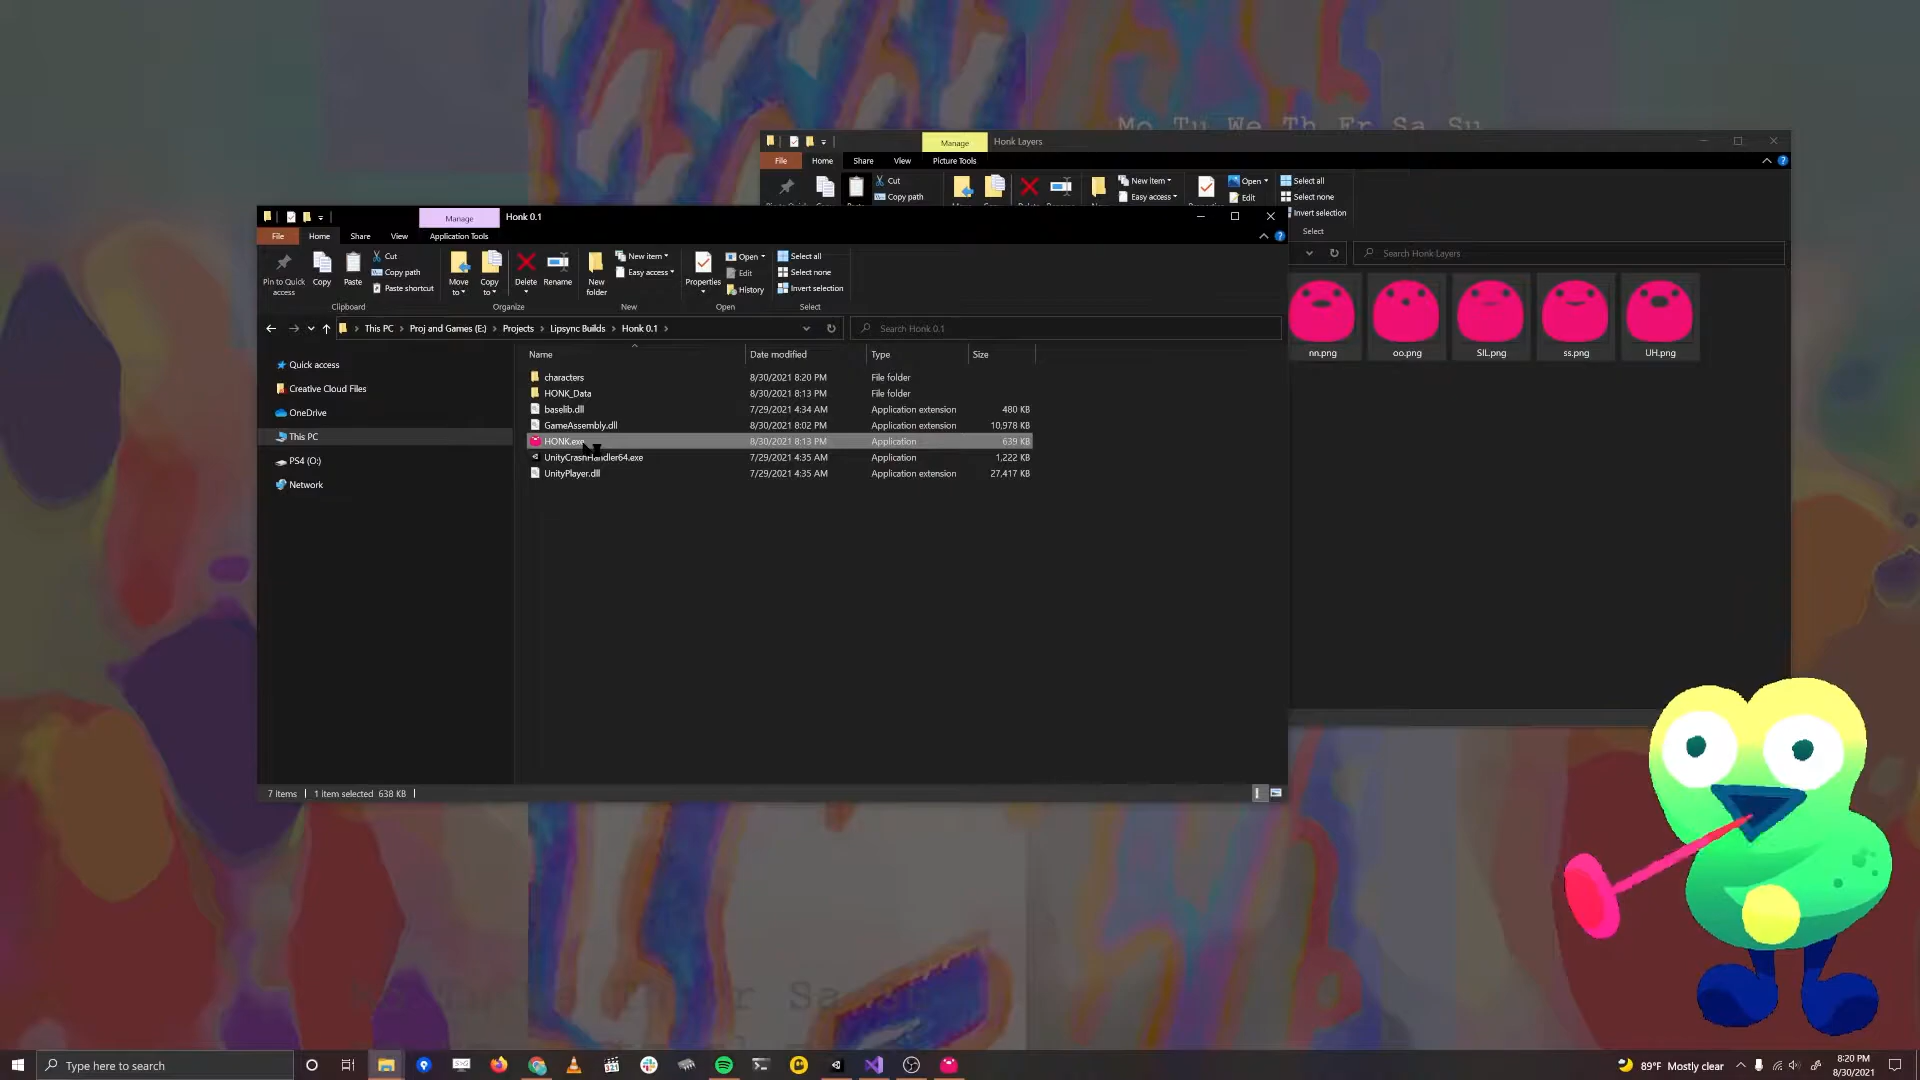 Mo Tu We Th Fr Sa Su
Manage
Honk Layers
File
Home
Share
View
Picture Tools
Cut
Copy path
New item
Easy access
Open
Edit
Select all
Select none
Invert selection
Select
Search Honk Layers
nn.png
oo.png
SIL.png
ss.png
UH.png
Manage
Honk 0.1
File
Home
Share
View
Application Tools
Pin to Quick access
Copy
Paste
Cut
Copy path
Paste shortcut
Clipboard
Move to
Copy to
Delete
Rename
Organize
New folder
New item
Easy access
New
Properties
Open
Edit
History
Open
Select all
Select none
Invert selection
Select
This PC > Proj and Games (E:) > Projects > Lipsync Builds > Honk 0.1 >
Search Honk 0.1
Quick access
Creative Cloud Files
OneDrive
This PC
PS4 (O:)
Network
Name Date modified Type Size
characters 8/30/2021 8:20 PM File folder
HONK_Data 8/30/2021 8:13 PM File folder
baselib.dll 7/29/2021 4:34 AM Application extension 480 KB
GameAssembly.dll 8/30/2021 8:02 PM Application extension 10,978 KB
HONK.exe 8/30/2021 8:13 PM Application 639 KB
UnityCrashHandler64.exe 7/29/2021 4:35 AM Application 1,222 KB
UnityPlayer.dll 7/29/2021 4:35 AM Application extension 27,417 KB
7 items 1 item selected 638 KB
Sa
Type here to search
89°F Mostly clear
8:20 PM
8/30/2021